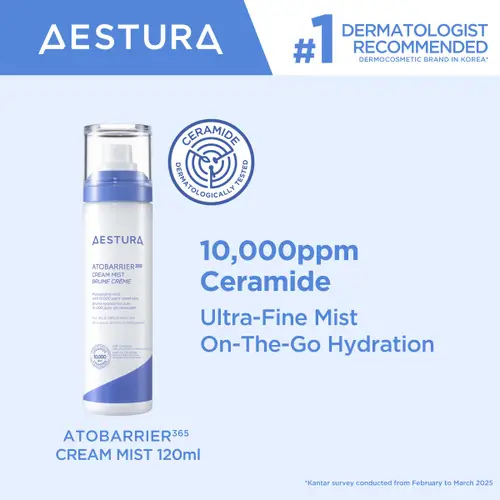 AESTURA
#1 DERMATOLOGIST
RECOMMENDED
DERMOCOSMETIC BRAND IN KOREA*
CERAMIDE
DERMATOLOGICALLY TESTED
AESTURA
ATOBARRIER365
CREAM MIST
BRUME CRÈME
10,000
10,000ppm
Ceramide
Ultra-Fine Mist
On-The-Go Hydration
ATOBARRIER365
CREAM MIST 120ml
*Kantar survey conducted from February to March 2025